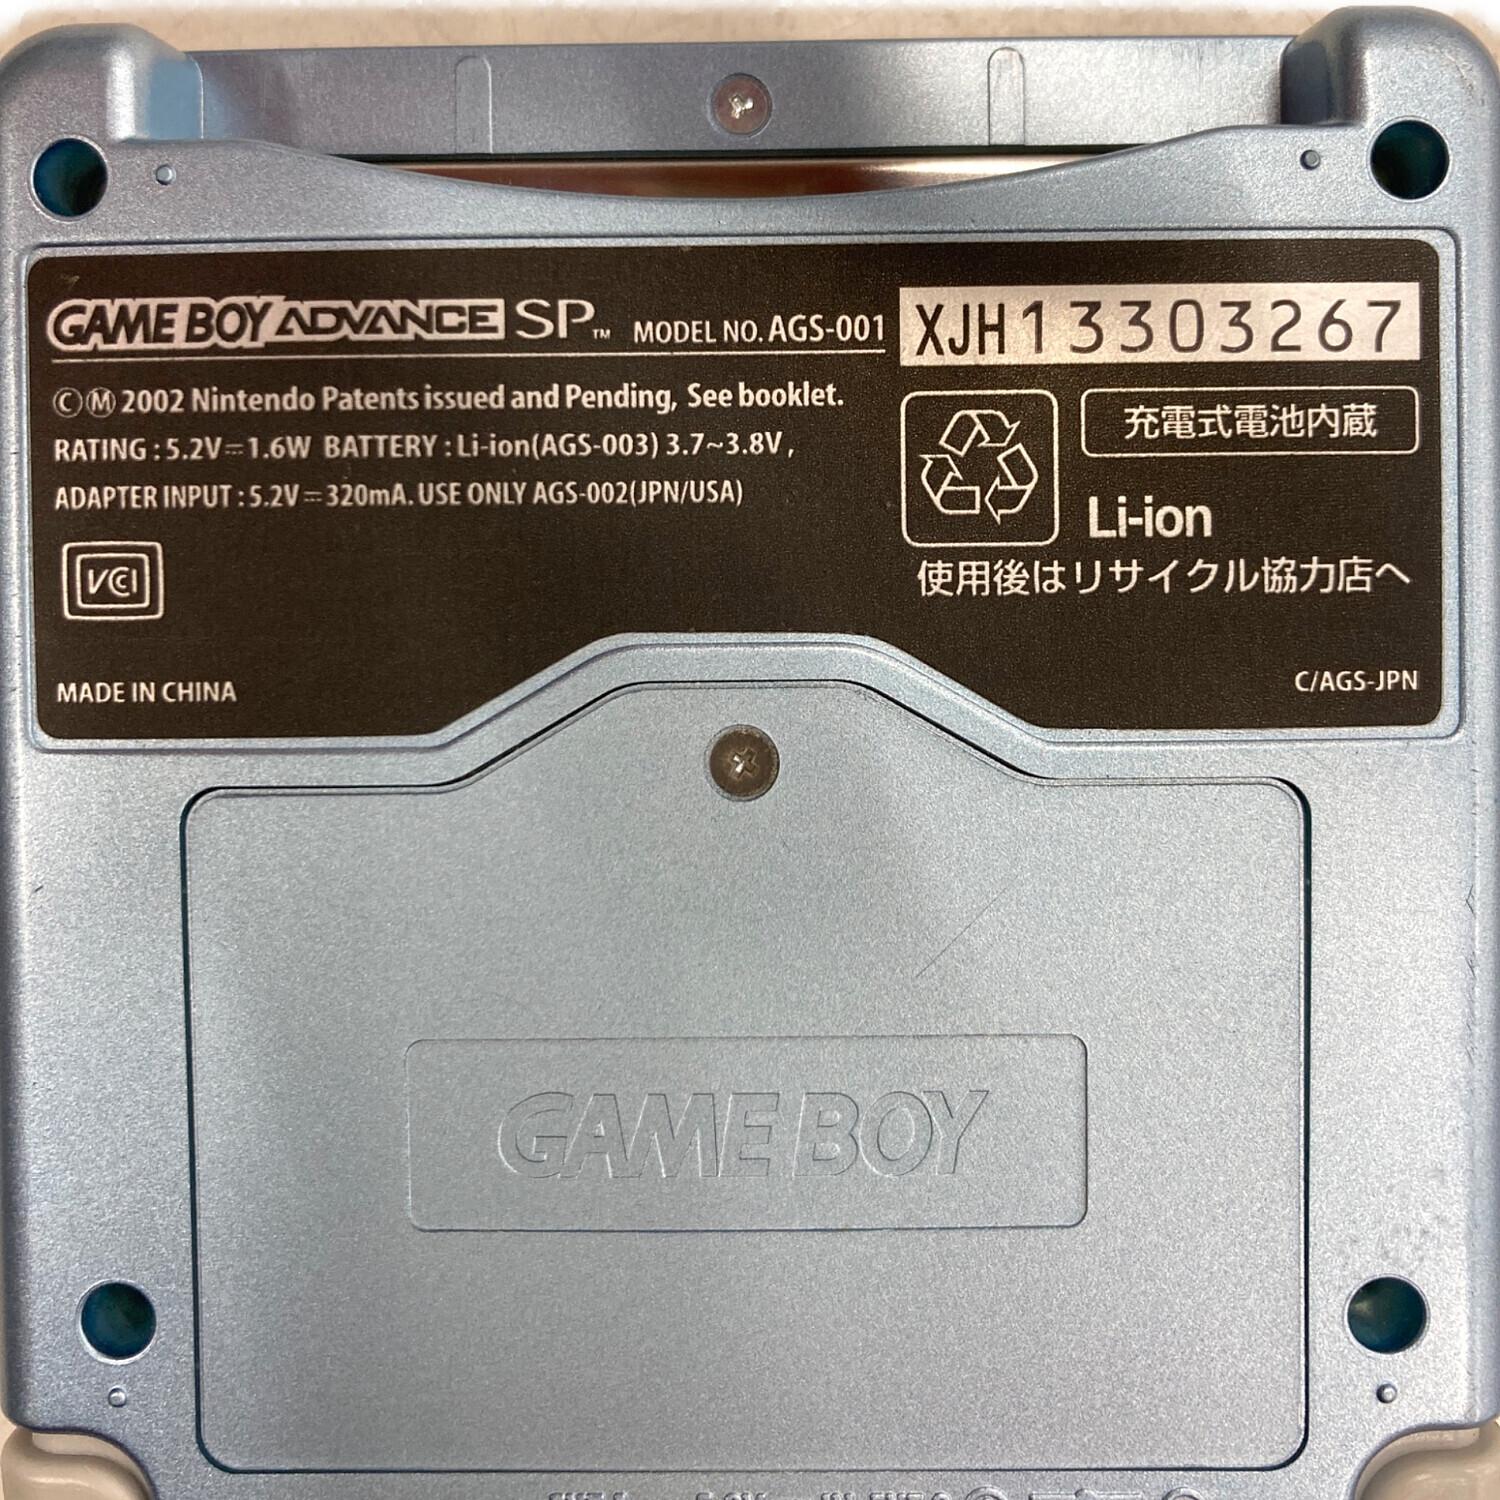 GAME BOY ADVANCE SP™ MODEL NO. AGS-001
XJH13303267
ⒸⓂ 2002 Nintendo Patents issued and Pending, See booklet.
RATING : 5.2V⎓1.6W BATTERY : Li-ion(AGS-003) 3.7~3.8V ,
ADAPTER INPUT : 5.2V⎓320mA. USE ONLY AGS-002(JPN/USA)
VCCI
MADE IN CHINA
充電式電池内蔵
Li-ion
使用後はリサイクル協力店へ
C/AGS-JPN
GAME BOY